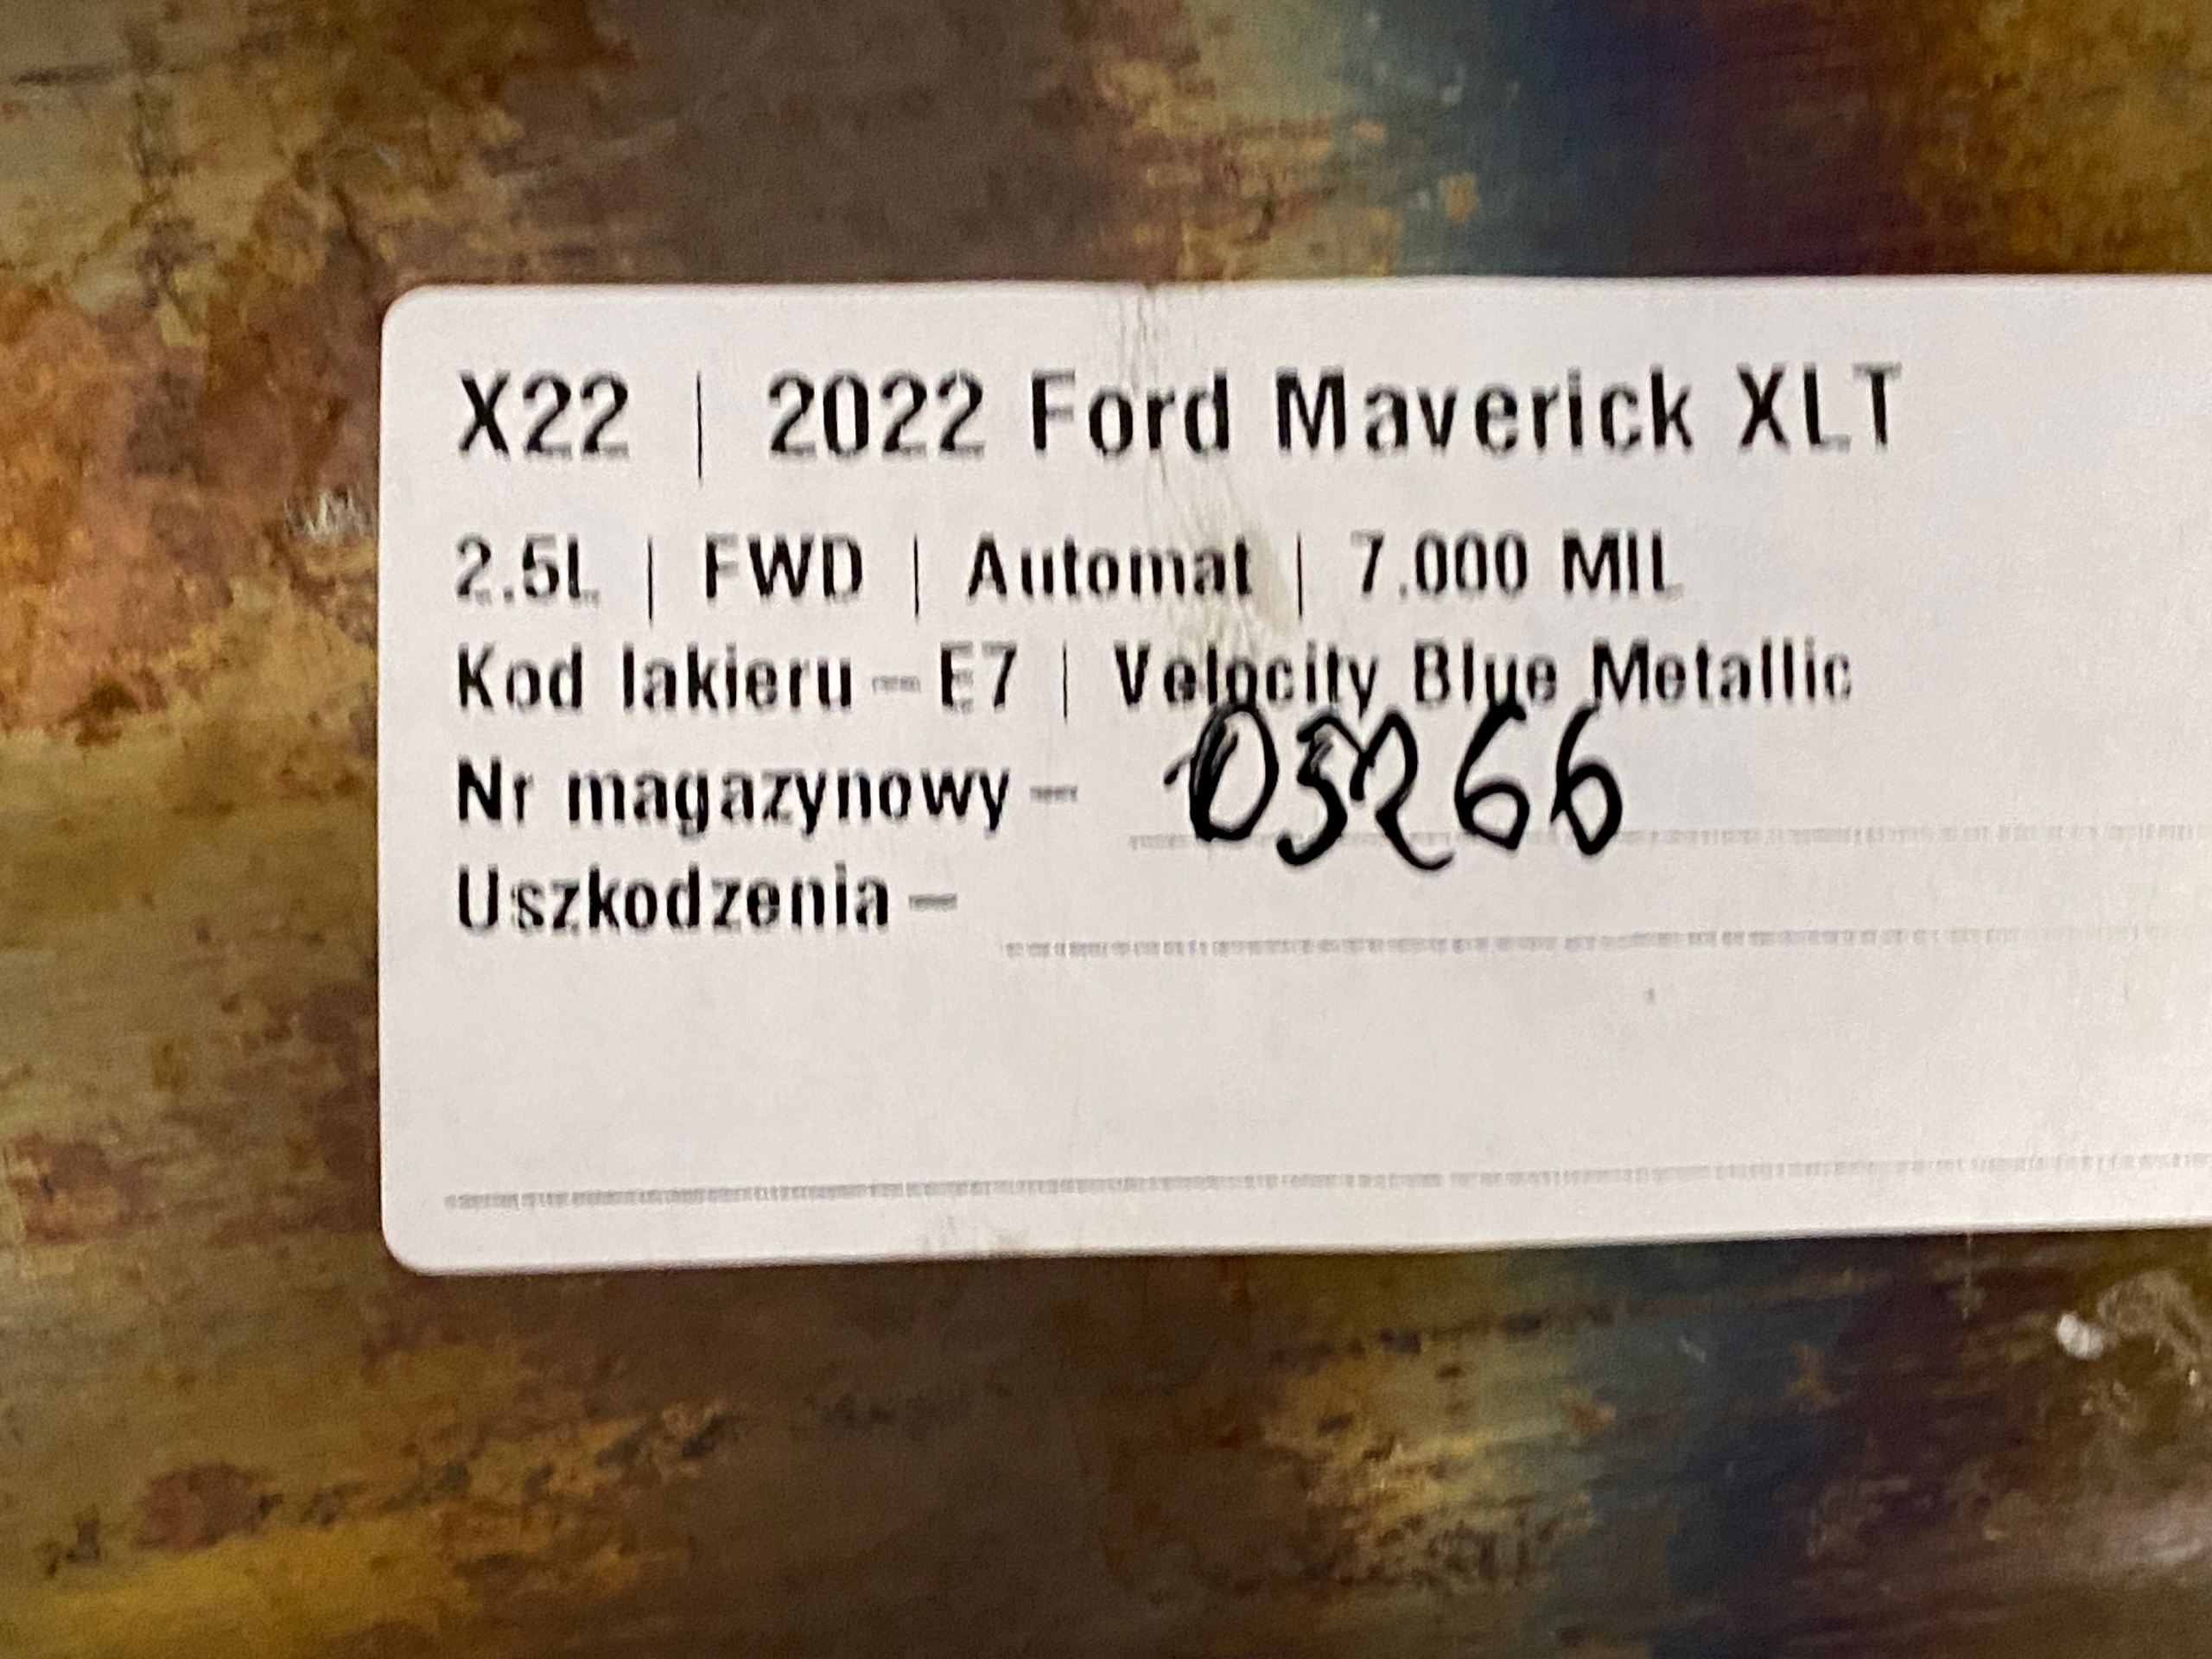 X22 | 2022 Ford Maverick XLT
2.5L | FWD | Automat | 7.000 MIL
Kod lakieru – E7 | Velocity Blue Metallic
Nr magazynowy – 05266
Uszkodzenia –